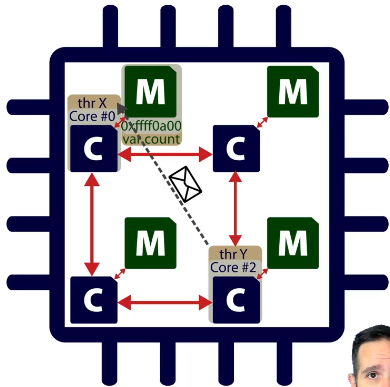 M
M
thr X
Core #0
0xffff0a00
var count
C
C
M
M
thr Y
Core #2
C
C